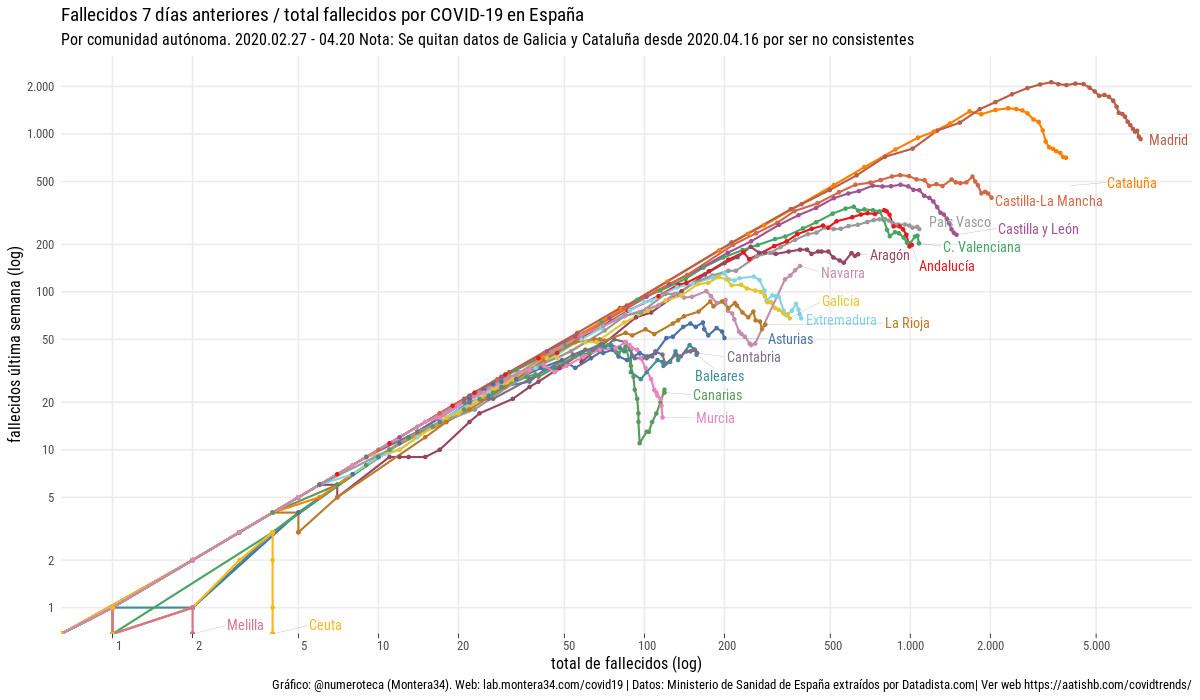 Fallecidos 7 días anteriores / total fallecidos por COVID-19 en España
Por comunidad autónoma. 2020.02.27 - 04.20 Nota: Se quitan datos de Galicia y Cataluña desde 2020.04.16 por ser no consistentes
fallecidos última semana (log)
2.000
1.000
500
200
100
50
20
10
5
2
1
Madrid
Cataluña
Castilla-La Mancha
País Vasco
Castilla y León
C. Valenciana
Aragón
Andalucía
Navarra
Galicia
Extremadura
La Rioja
Asturias
Cantabria
Baleares
Canarias
Murcia
Melilla
Ceuta
1
2
5
10
20
50
100
200
500
1.000
2.000
5.000
total de fallecidos (log)
Gráfico: @numeroteca (Montera34). Web: lab.montera34.com/covid19 | Datos: Ministerio de Sanidad de España extraídos por Datadista.com| Ver web https://aatishb.com/covidtrends/